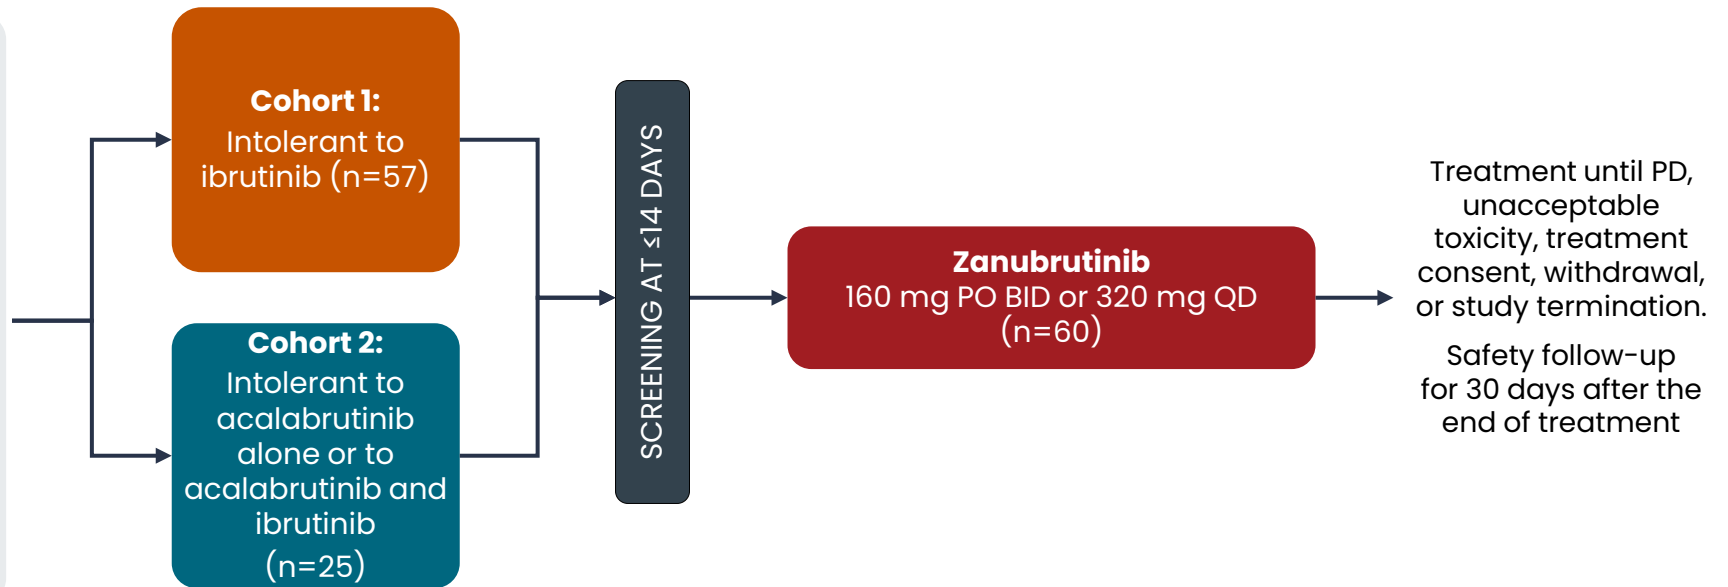 Cohort 1:
Intolerant to
ibrutinib (n=57)
Cohort 2:
Intolerant to
acalabrutinib
alone or to
acalabrutinib and
ibrutinib
(n=25)
SCREENING AT ≤14 DAYS
Zanubrutinib
160 mg PO BID or 320 mg QD
(n=60)
Treatment until PD,
unacceptable
toxicity, treatment
consent, withdrawal,
or study termination.
Safety follow-up
for 30 days after the
end of treatment